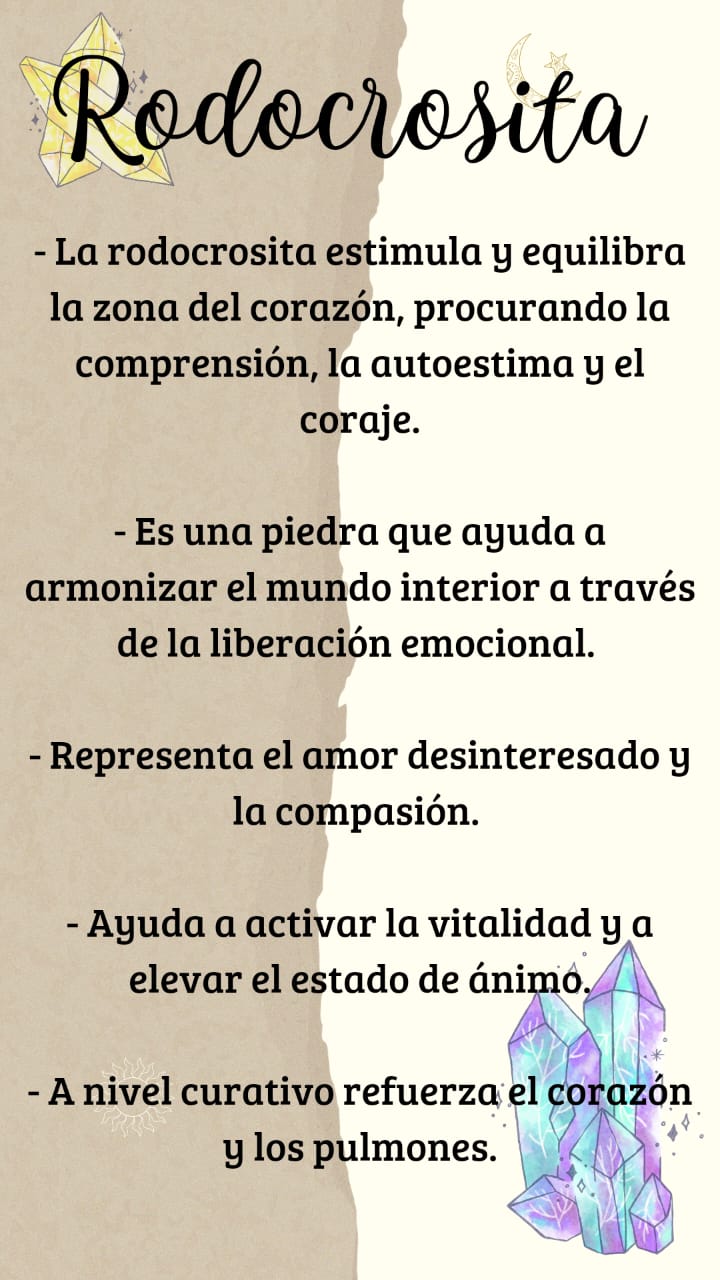 Rodocrosita
- La rodocrosita estimula y equilibra
la zona del corazón, procurando la
comprensión, la autoestima y el
coraje.
- Es una piedra que ayuda a
armonizar el mundo interior a través
de la liberación emocional.
- Representa el amor desinteresado y
la compasión.
- Ayuda a activar la vitalidad y a
elevar el estado de ánimo.
- A nivel curativo refuerza el corazón
y los pulmones.